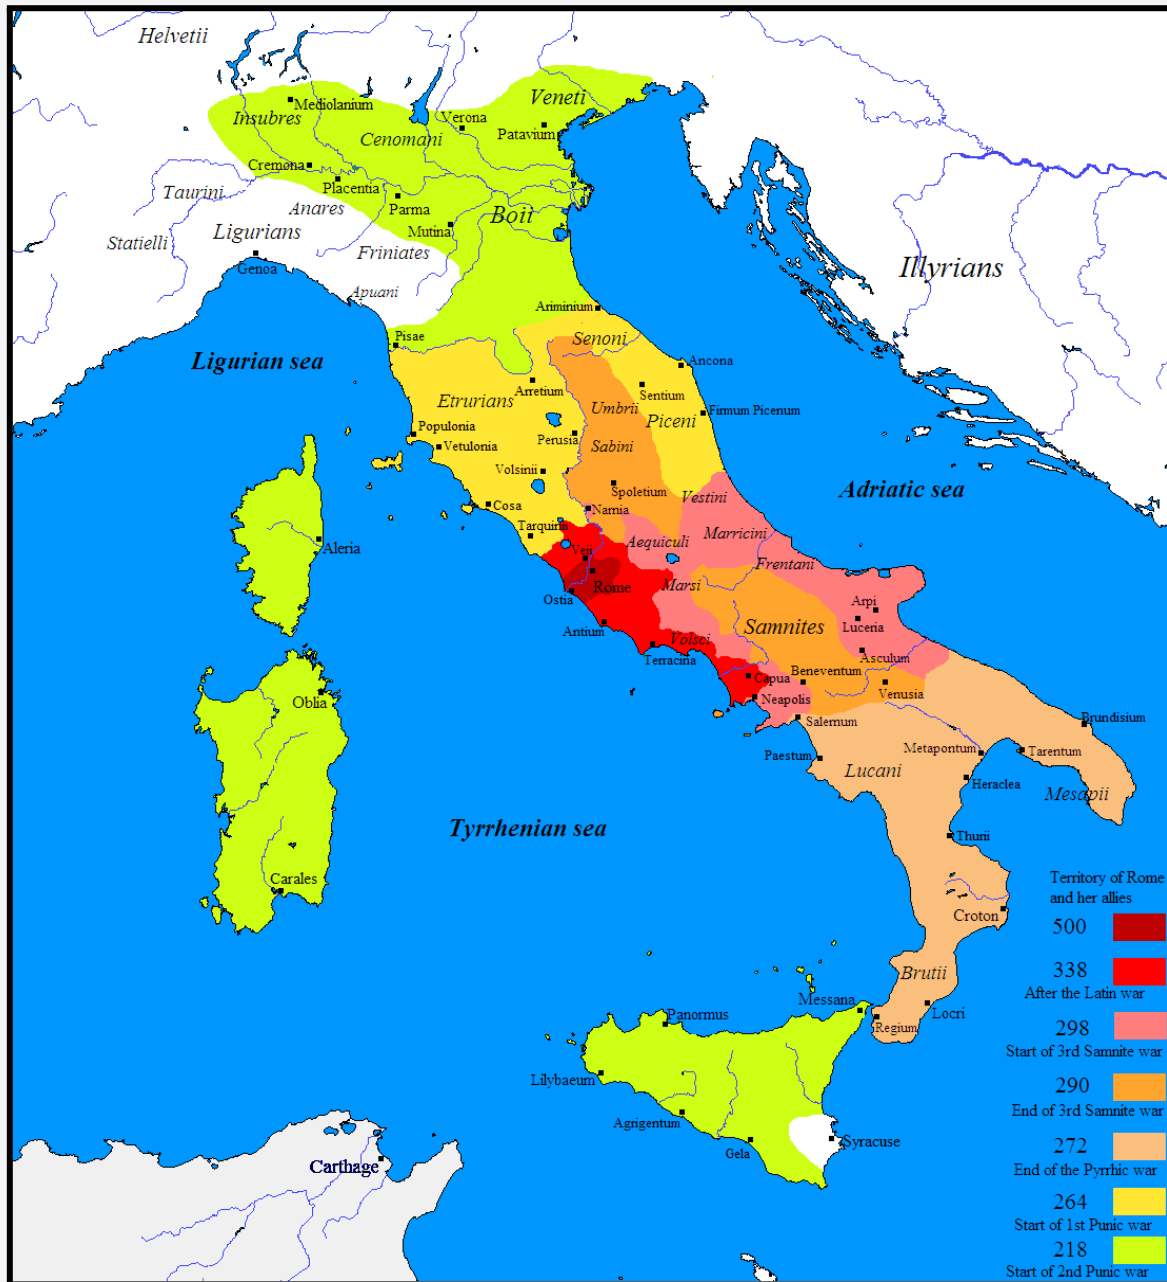 Helvetii
Mediolanium
Insubres
Veneti
Verona
Patavium
Cenomani
Cremona
Taurini
Placentia
Anares
Parma
Boii
Statielli
Ligurians
Mutina
Friniates
Genoa
Illyrians
Apuani
Ariminium
Pisae
Senoni
Ligurian sea
Ancona
Arretium
Sentium
Etrurians
Umbrii
Piceni
Firmum Picenum
Populonia
Perusia
Sabini
Vetulonia
Volsinii
Spoletium
Adriatic sea
Vestini
Cosa
Narnia
Tarquinii
Marricini
Aequiculi
Aleria
Veii
Frentani
Rome
Marsi
Ostia
Arpi
Luceria
Antium
Samnites
Volsci
Terracina
Asculum
Capua
Beneventum
Venusia
Oblia
Neapolis
Salernum
Brundisium
Paestum
Metapontum
Tarentum
Lucani
Heraclea
Mesapii
Tyrrhenian sea
Thurii
Carales
Territory of Rome
and her allies
Croton
500
338
After the Latin war
Brutii
Messana
Locri
Panormus
Regium
298
Start of 3rd Samnite war
Lilybaeum
290
End of 3rd Samnite war
Agrigentum
Syracuse
Gela
272
End of the Pyrrhic war
Carthage
264
Start of 1st Punic war
218
Start of 2nd Punic war